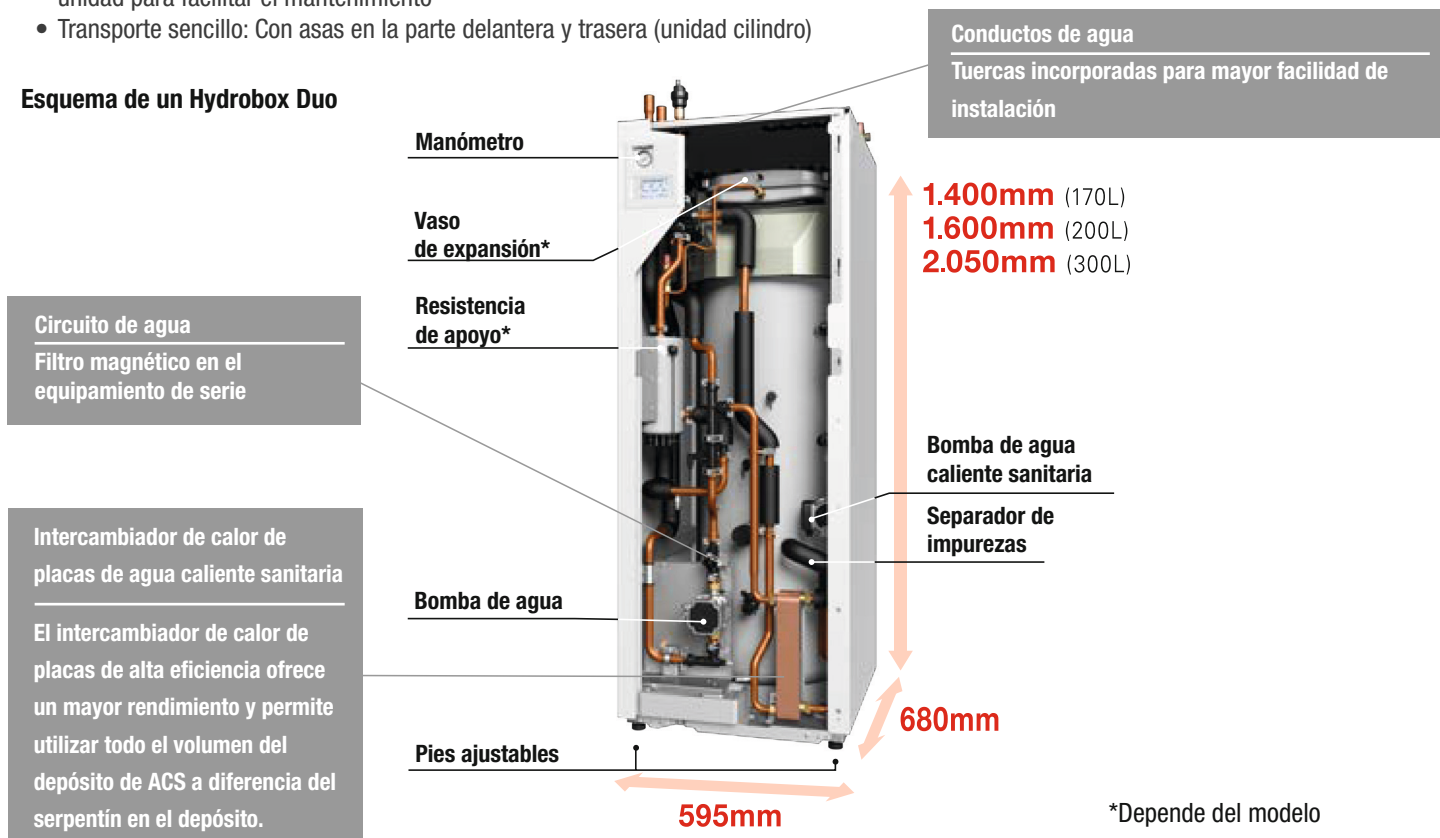 unidad para facilitar el mantenimiento
• Transporte sencillo: Con asas en la parte delantera y trasera (unidad cilindro)
Esquema de un Hydrobox Duo
Conductos de agua
Tuercas incorporadas para mayor facilidad de
instalación
Manómetro
Vaso
de expansión*
Resistencia
de apoyo*
1.400mm (170L)
1.600mm (200L)
2.050mm (300L)
Circuito de agua
Filtro magnético en el
equipamiento de serie
Bomba de agua
caliente sanitaria
Separador de
impurezas
Intercambiador de calor de
placas de agua caliente sanitaria
El intercambiador de calor de
placas de alta eficiencia ofrece
un mayor rendimiento y permite
utilizar todo el volumen del
depósito de ACS a diferencia del
serpentín en el depósito.
Bomba de agua
Pies ajustables
680mm
595mm
*Depende del modelo